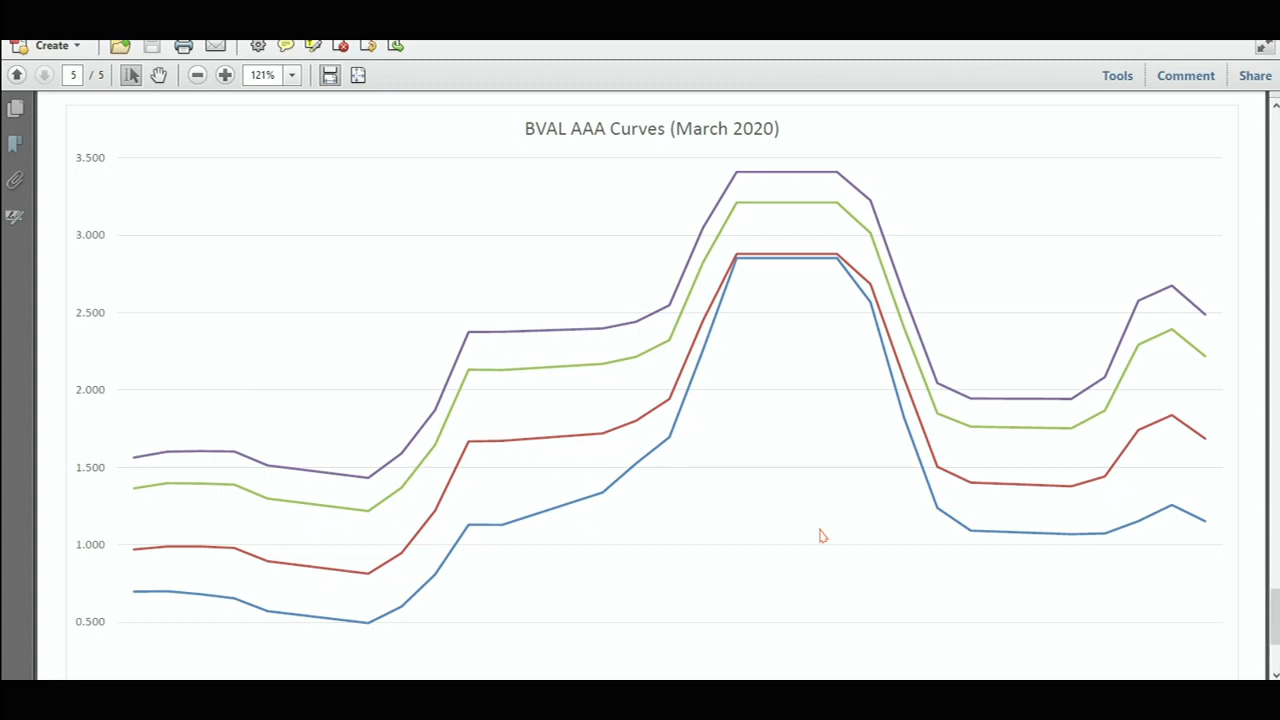 Create
5 / 5 121% Tools Comment Share
BVAL AAA Curves (March 2020)
3.500
3.000
2.500
2.000
1.500
1.000
0.500